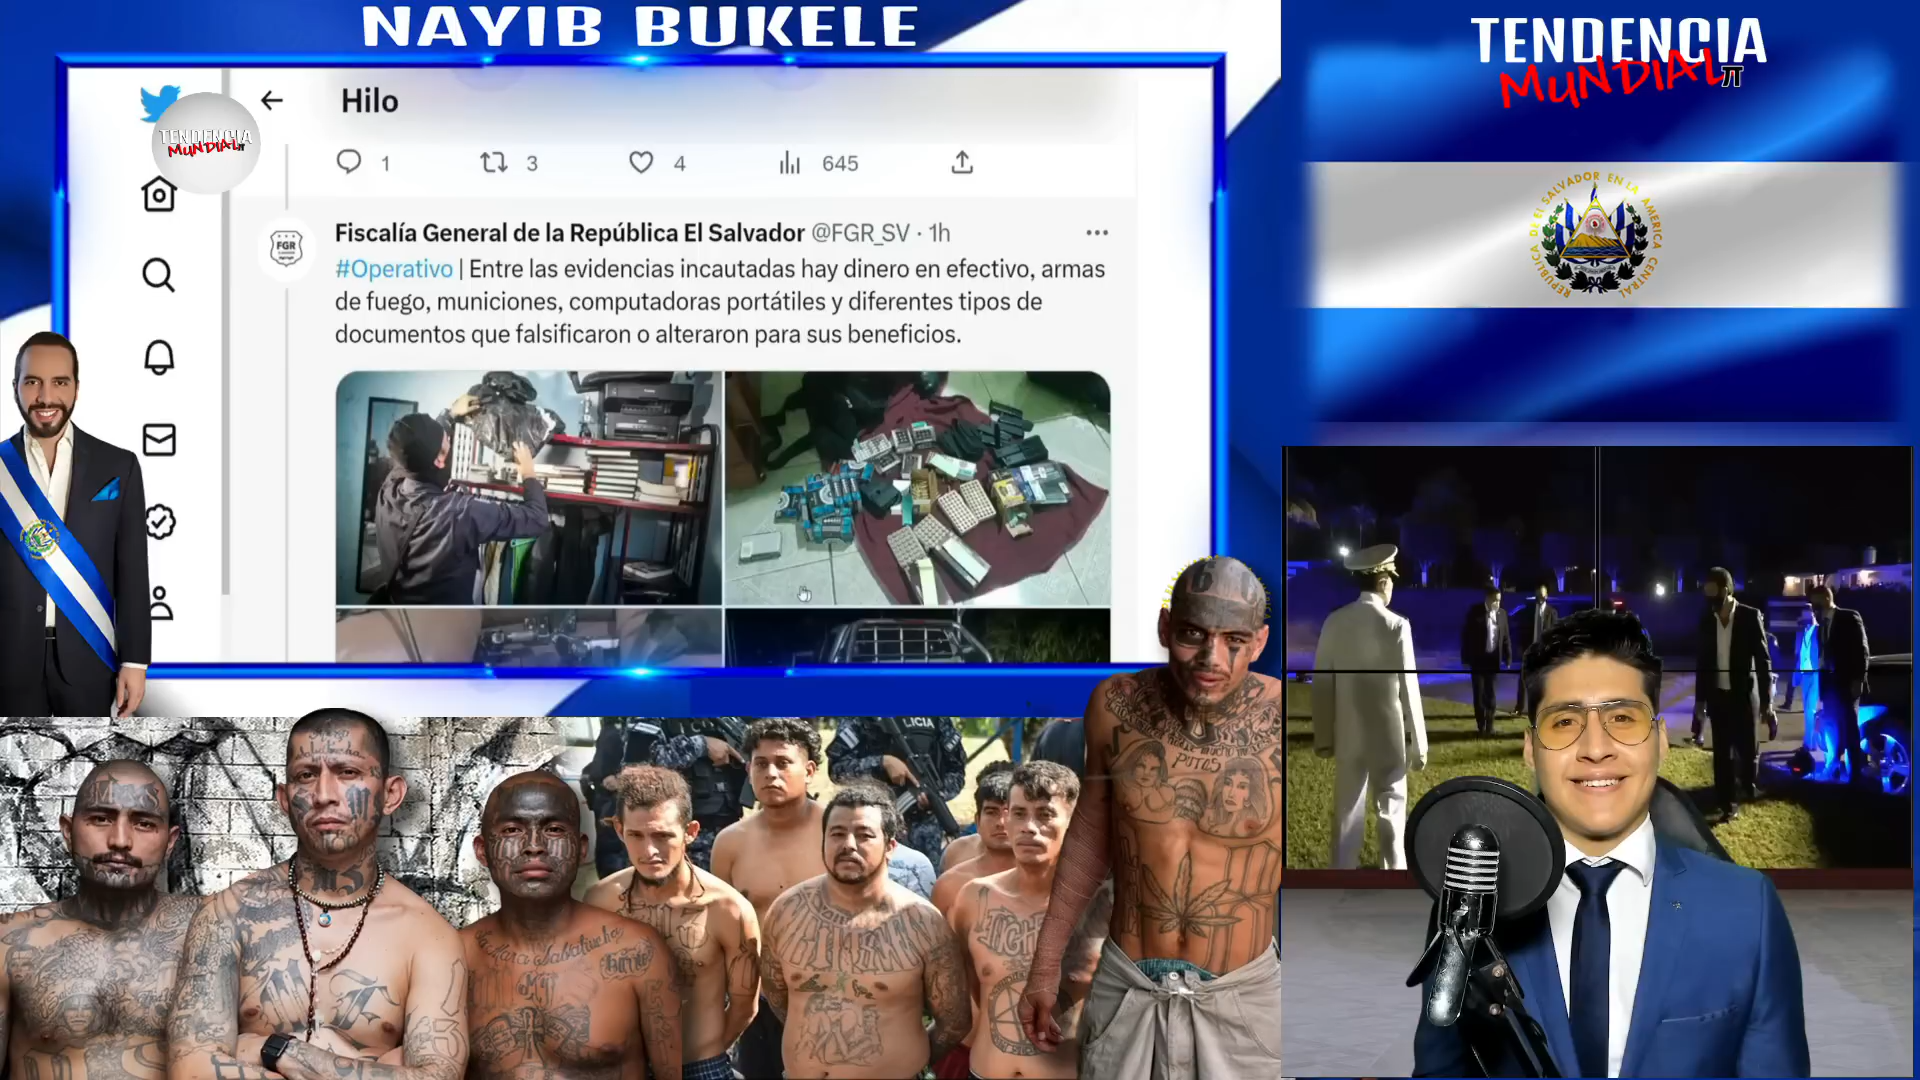 NAYIB BUKELE
TENDENCIA
MUNDIAL π
TENDENCIA
MUNDIAL π
Hilo
1
3
4
645
FGR
Fiscalía General de la República El Salvador @FGR_SV · 1h
#Operativo | Entre las evidencias incautadas hay dinero en efectivo, armas
de fuego, municiones, computadoras portátiles y diferentes tipos de
documentos que falsificaron o alteraron para sus beneficios.
REPÚBLICA DE EL SALVADOR EN LA AMÉRICA CENTRAL
LICIA
MS